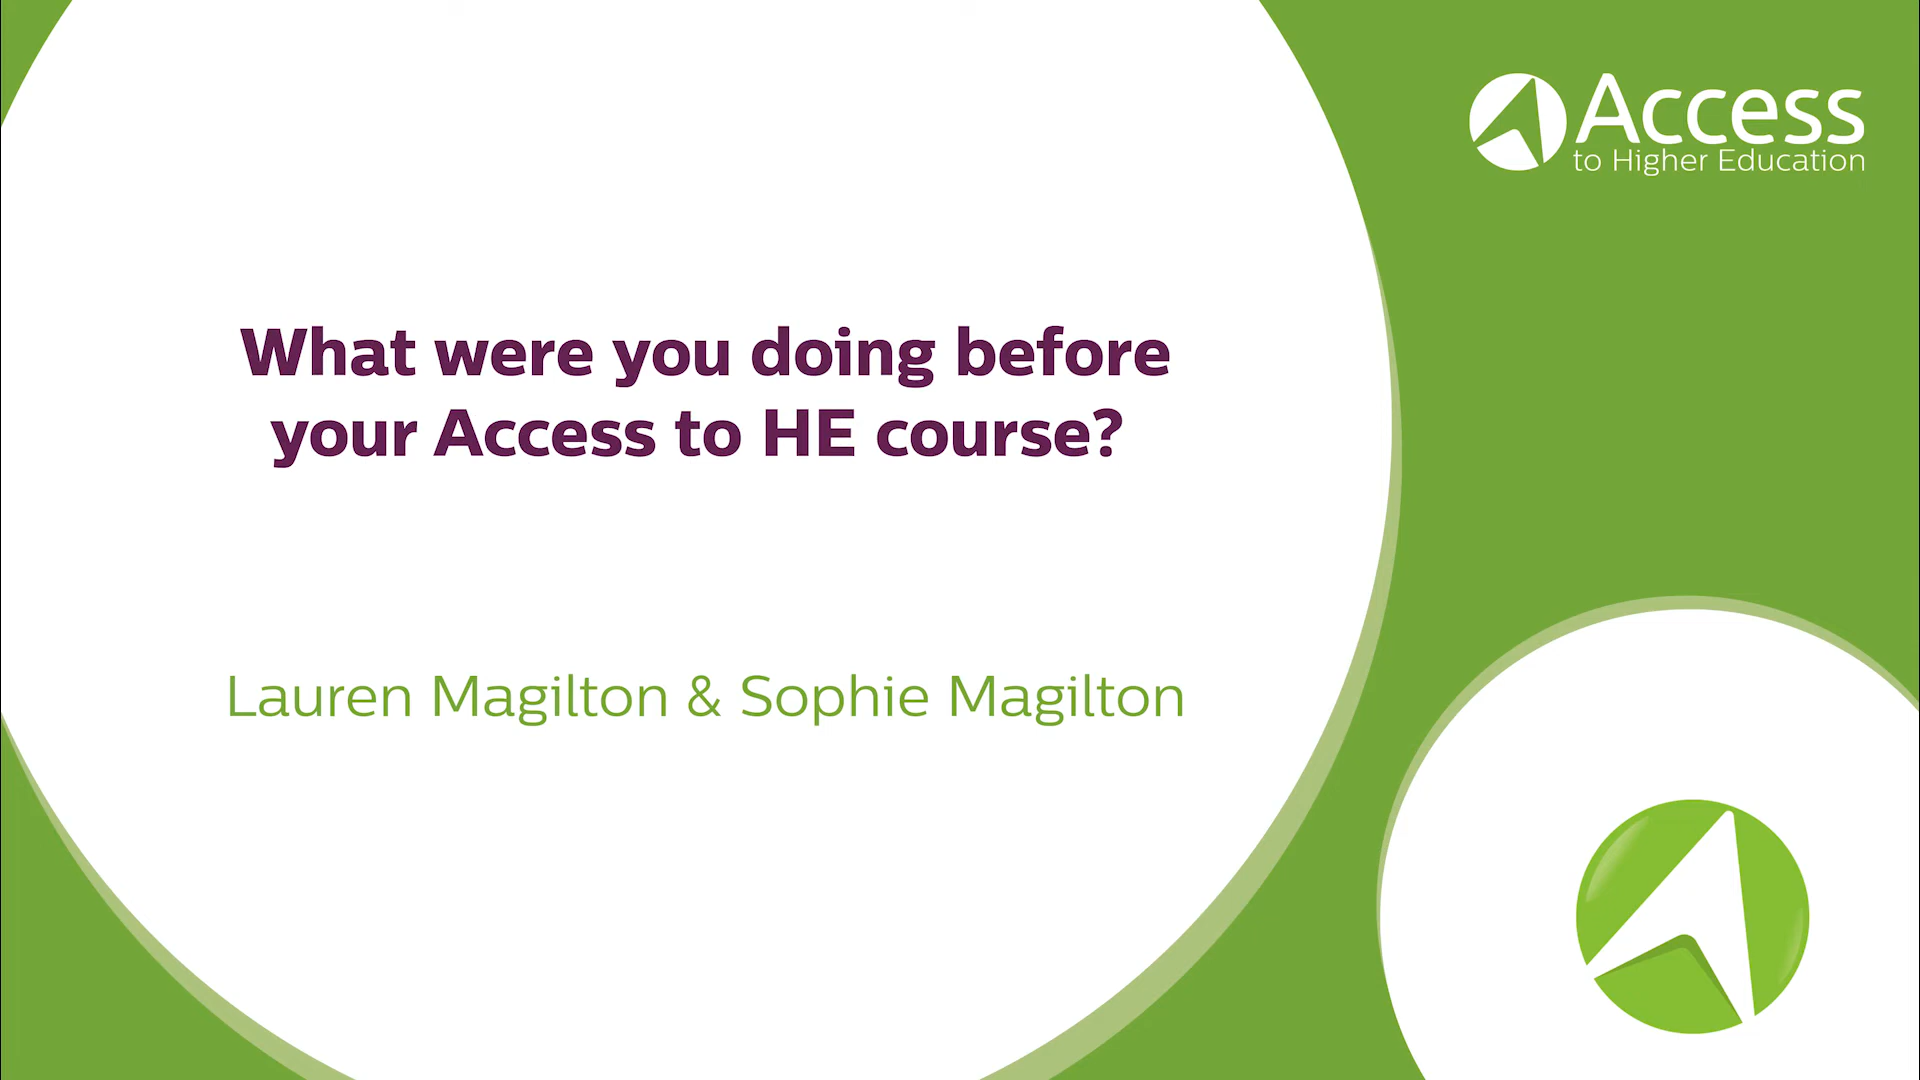 Access
to Higher Education
What were you doing before
your Access to HE course?
Lauren Magilton & Sophie Magilton